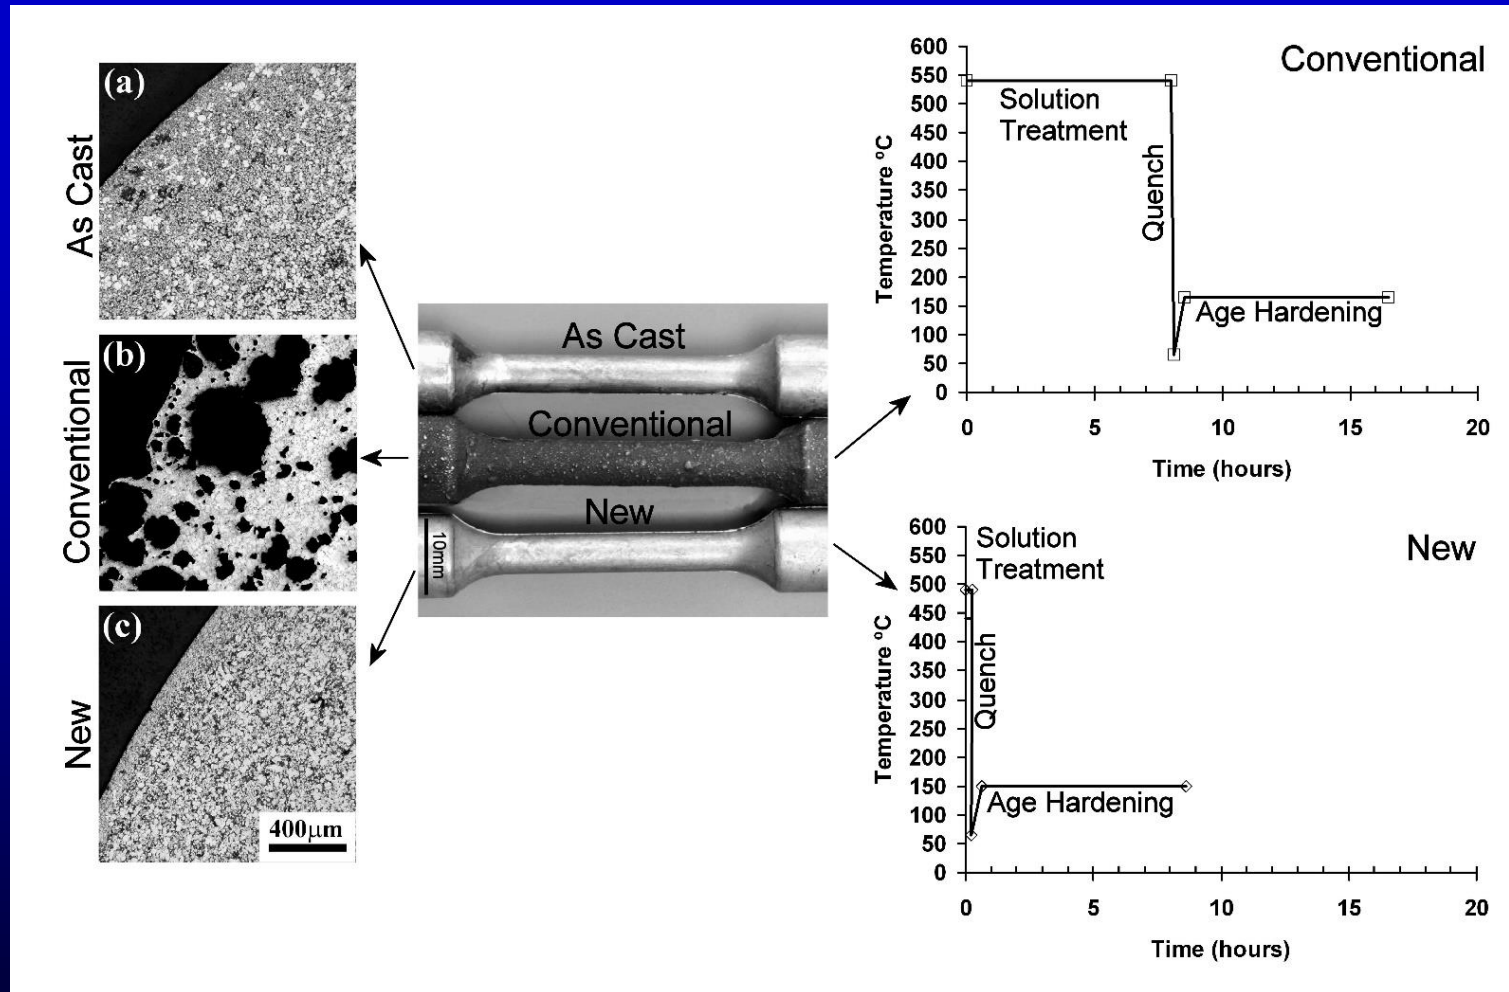 (a)
As Cast
(b)
Conventional
(c)
New
400μm
As Cast
Conventional
New
10mm
Conventional
600
550
500
450
400
350
300
250
200
150
100
50
0
Temperature °C
Solution
Treatment
Quench
Age Hardening
0 5 10 15 20
Time (hours)
New
600
550
500
450
400
350
300
250
200
150
100
50
0
Temperature °C
Solution
Treatment
Quench
Age Hardening
0 5 10 15 20
Time (hours)